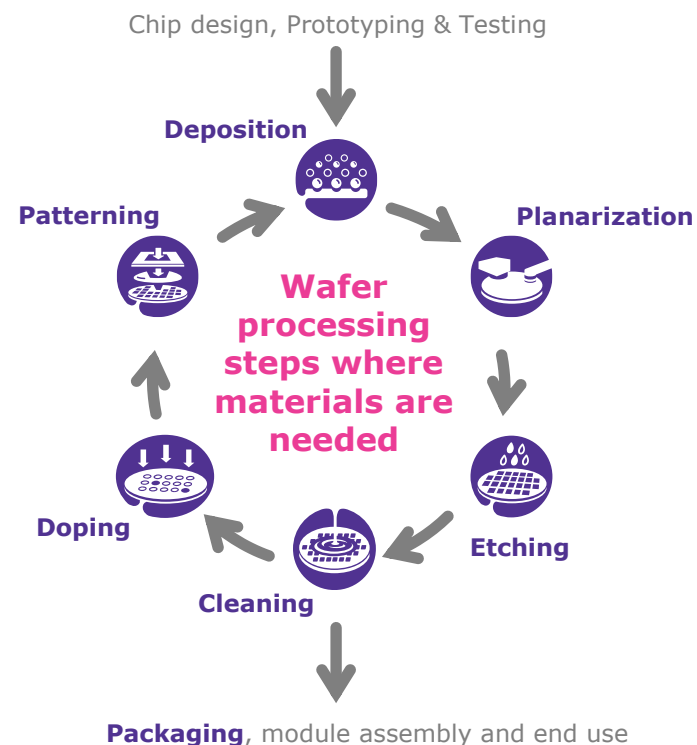 Chip design, Prototyping & Testing
Deposition
Patterning
Planarization
Wafer
processing
steps where
materials are
needed
Doping
Etching
Cleaning
Packaging, module assembly and end use